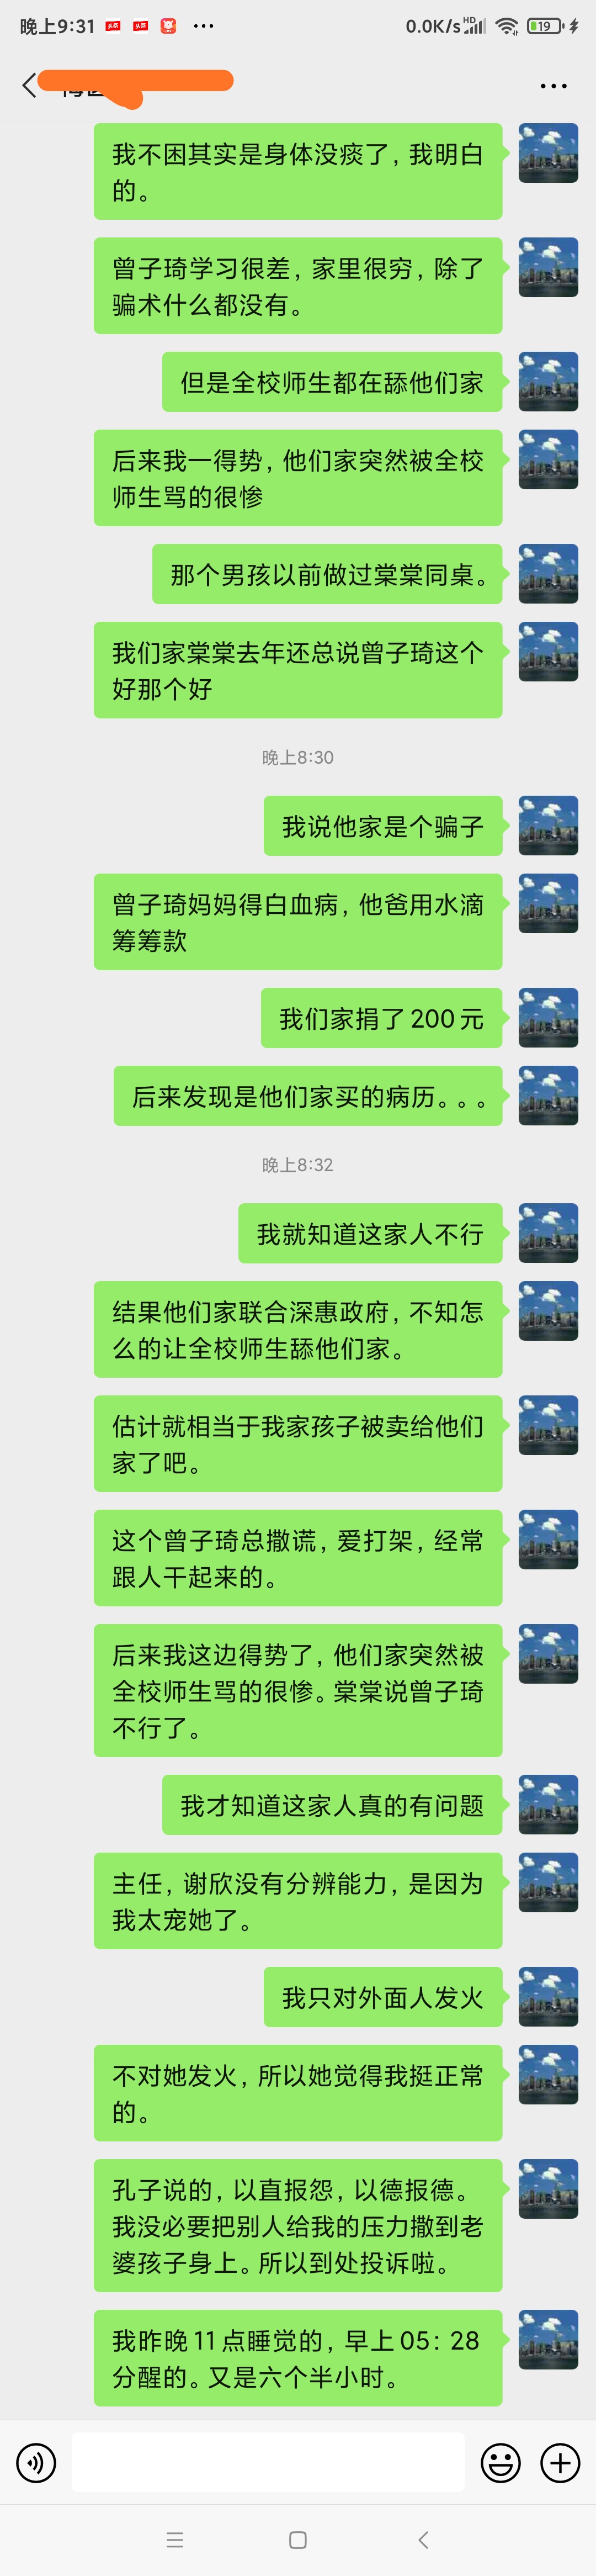 晚上9:31
0.0K/s
HD
19
我不困其实是身体没痰了，我明白
的。
曾子琦学习很差，家里很穷，除了
骗术什么都没有。
但是全校师生都在舔他们家
后来我一得势，他们家突然被全校
师生骂的很惨
那个男孩以前做过棠棠同桌。
我们家棠棠去年还总说曾子琦这个
好那个好
晚上8:30
我说他家是个骗子
曾子琦妈妈得白血病，他爸用水滴
筹筹款
我们家捐了200元
后来发现是他们家买的病历。。。
晚上8:32
我就知道这家人不行
结果他们家联合深惠政府，不知怎
么的让全校师生舔他们家。
估计就相当于我家孩子被卖给他们
家了吧。
这个曾子琦总撒谎，爱打架，经常
跟人干起来的。
后来我这边得势了，他们家突然被
全校师生骂的很惨。棠棠说曾子琦
不行了。
我才知道这家人真的有问题
主任，谢欣没有分辨能力，是因为
我太宠她了。
我只对外面人发火
不对她发火，所以她觉得我挺正常
的。
孔子说的，以直报怨，以德报德。
我没必要把别人给我的压力撒到老
婆孩子身上。所以到处投诉啦。
我昨晚11点睡觉的，早上05：28
分醒的。又是六个半小时。